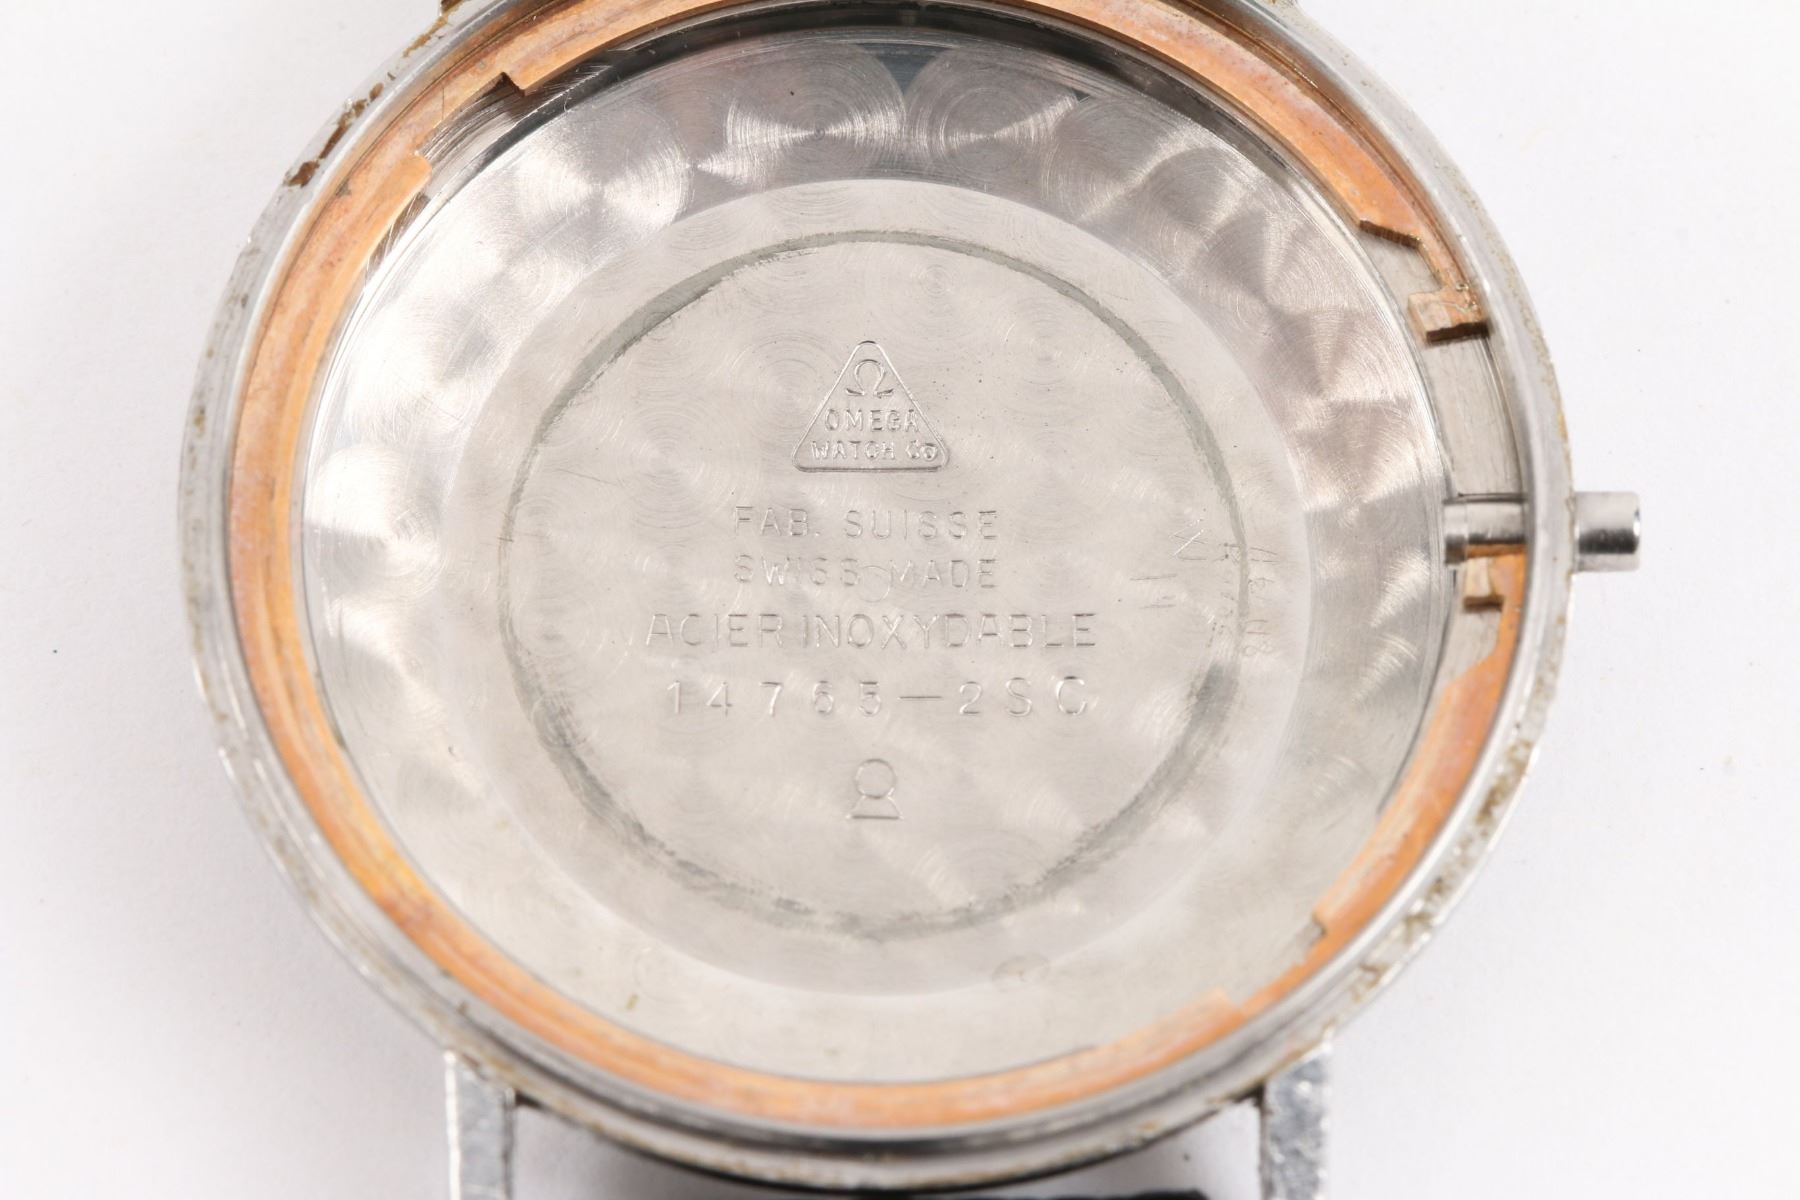 Ω
OMEGA
WATCH Co
FAB. SUISSE
SWISS MADE
ACIER INOXYDABLE
14765-2SC